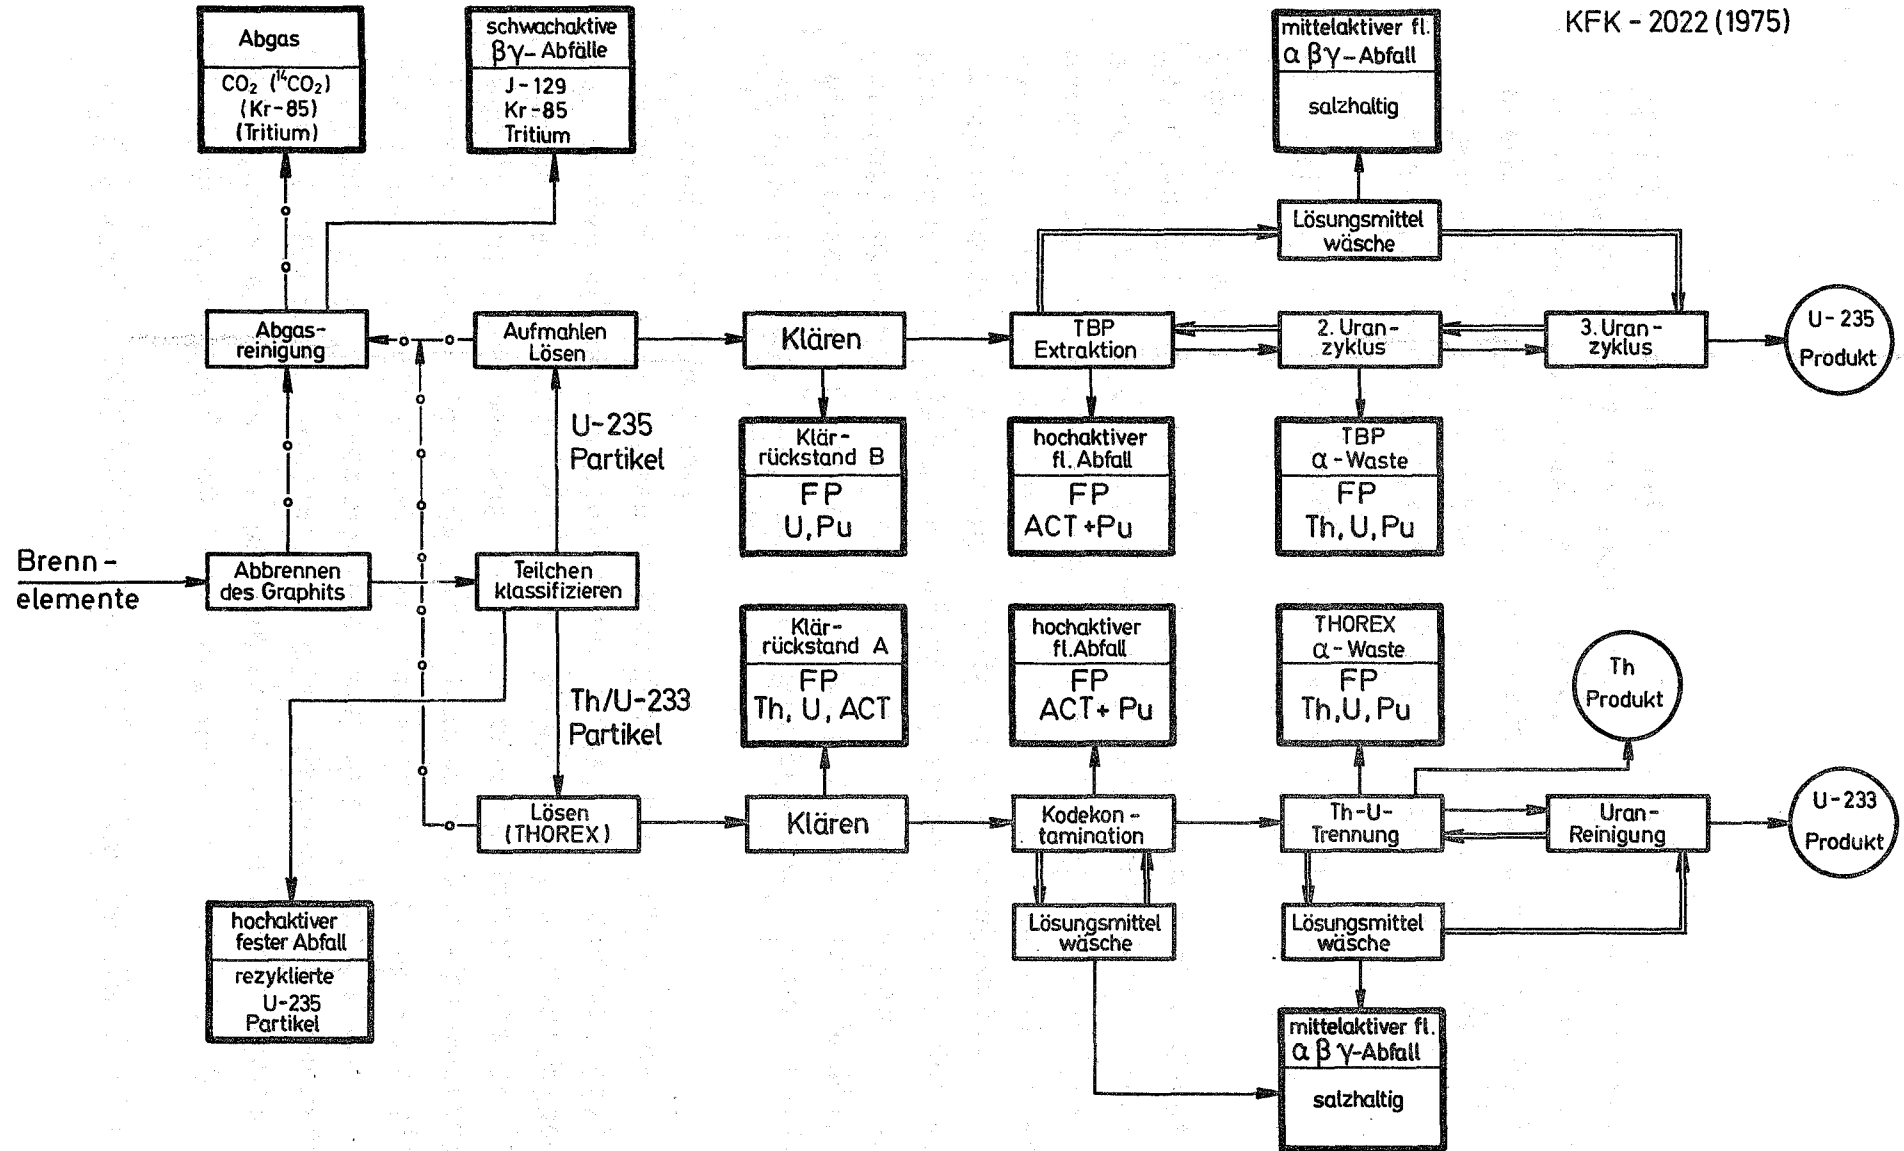 KFK - 2022 (1975)
Abgas
CO₂ (¹⁴CO₂)
(Kr-85)
(Tritium)
schwachaktive
βγ- Abfälle
J-129
Kr-85
Tritium
mittelaktiver fl.
α βγ-Abfall
salzhaltig
Lösungsmittel
wäsche
Abgas-
reinigung
Aufmahlen
Lösen
Klären
TBP
Extraktion
2. Uran-
zyklus
3. Uran-
zyklus
U-235
Produkt
U-235
Partikel
Klär-
rückstand B
FP
U, Pu
hochaktiver
fl. Abfall
FP
ACT+Pu
TBP
α-Waste
FP
Th, U, Pu
Brenn-
elemente
Abbrennen
des Graphits
Teilchen
klassifizieren
Th/U-233
Partikel
Klär-
rückstand A
FP
Th, U, ACT
hochaktiver
fl. Abfall
FP
ACT+ Pu
THOREX
α-Waste
FP
Th, U, Pu
Th
Produkt
Lösen
(THOREX)
Klären
Kodekon-
tamination
Th-U-
Trennung
Uran-
Reinigung
U-233
Produkt
Lösungsmittel
wäsche
Lösungsmittel
wäsche
hochaktiver
fester Abfall
rezyklierte
U-235
Partikel
mittelaktiver fl.
α β γ-Abfall
salzhaltig